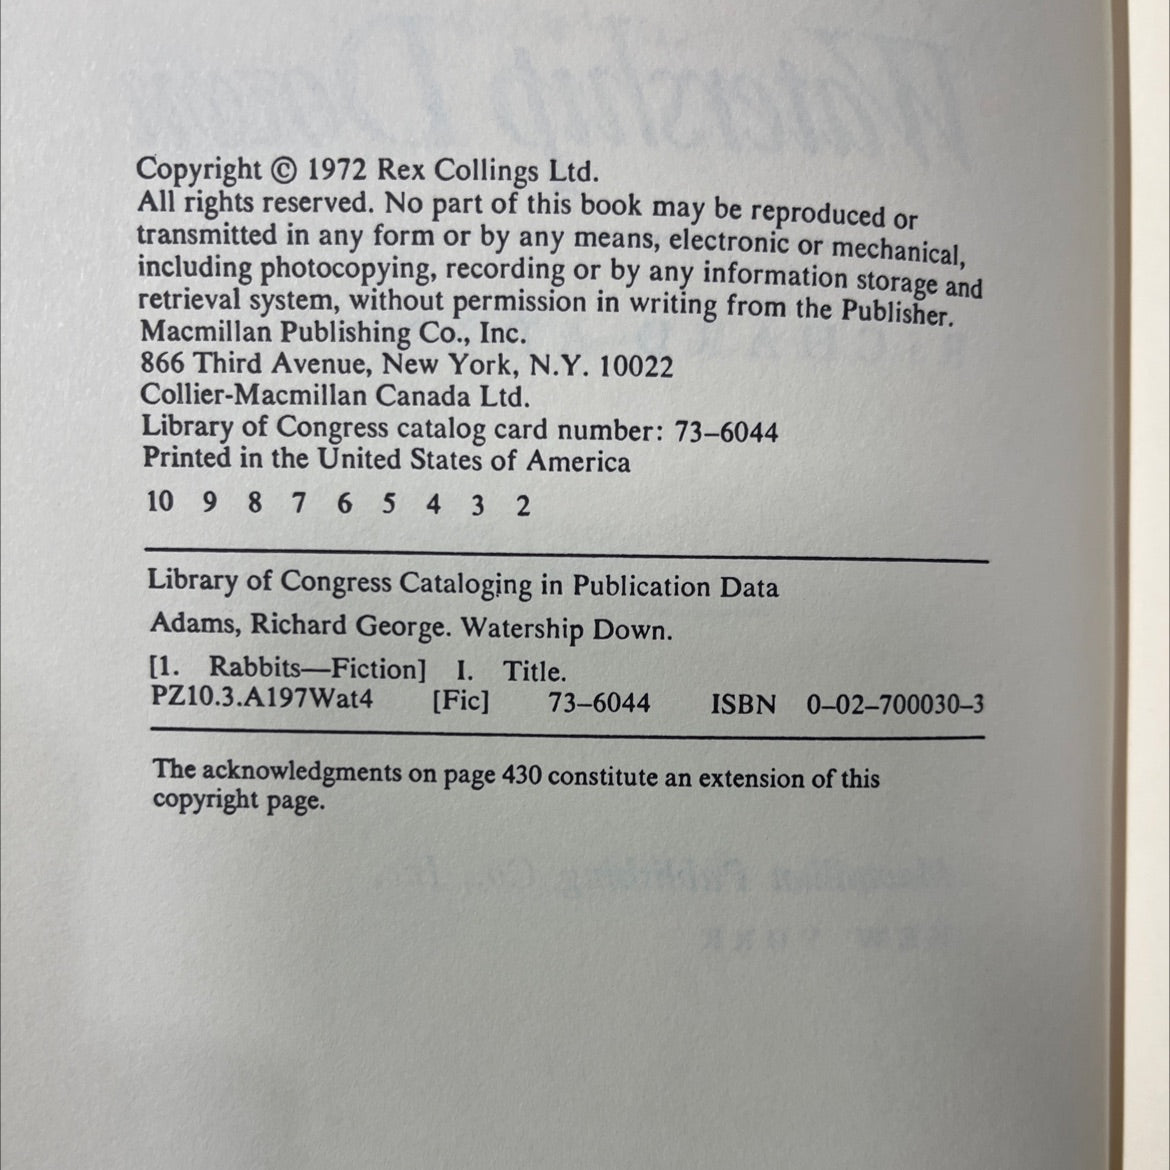 Copyright © 1972 Rex Collings Ltd.
All rights reserved. No part of this book may be reproduced or
transmitted in any form or by any means, electronic or mechanical,
including photocopying, recording or by any information storage and
retrieval system, without permission in writing from the Publisher.
Macmillan Publishing Co., Inc.
866 Third Avenue, New York, N.Y. 10022
Collier-Macmillan Canada Ltd.
Library of Congress catalog card number: 73–6044
Printed in the United States of America
10 9 8 7 6 5 4 3 2
Library of Congress Cataloging in Publication Data
Adams, Richard George. Watership Down.
[1. Rabbits—Fiction] I. Title.
PZ10.3.A197Wat4 [Fic] 73–6044 ISBN 0–02–700030–3
The acknowledgments on page 430 constitute an extension of this
copyright page.